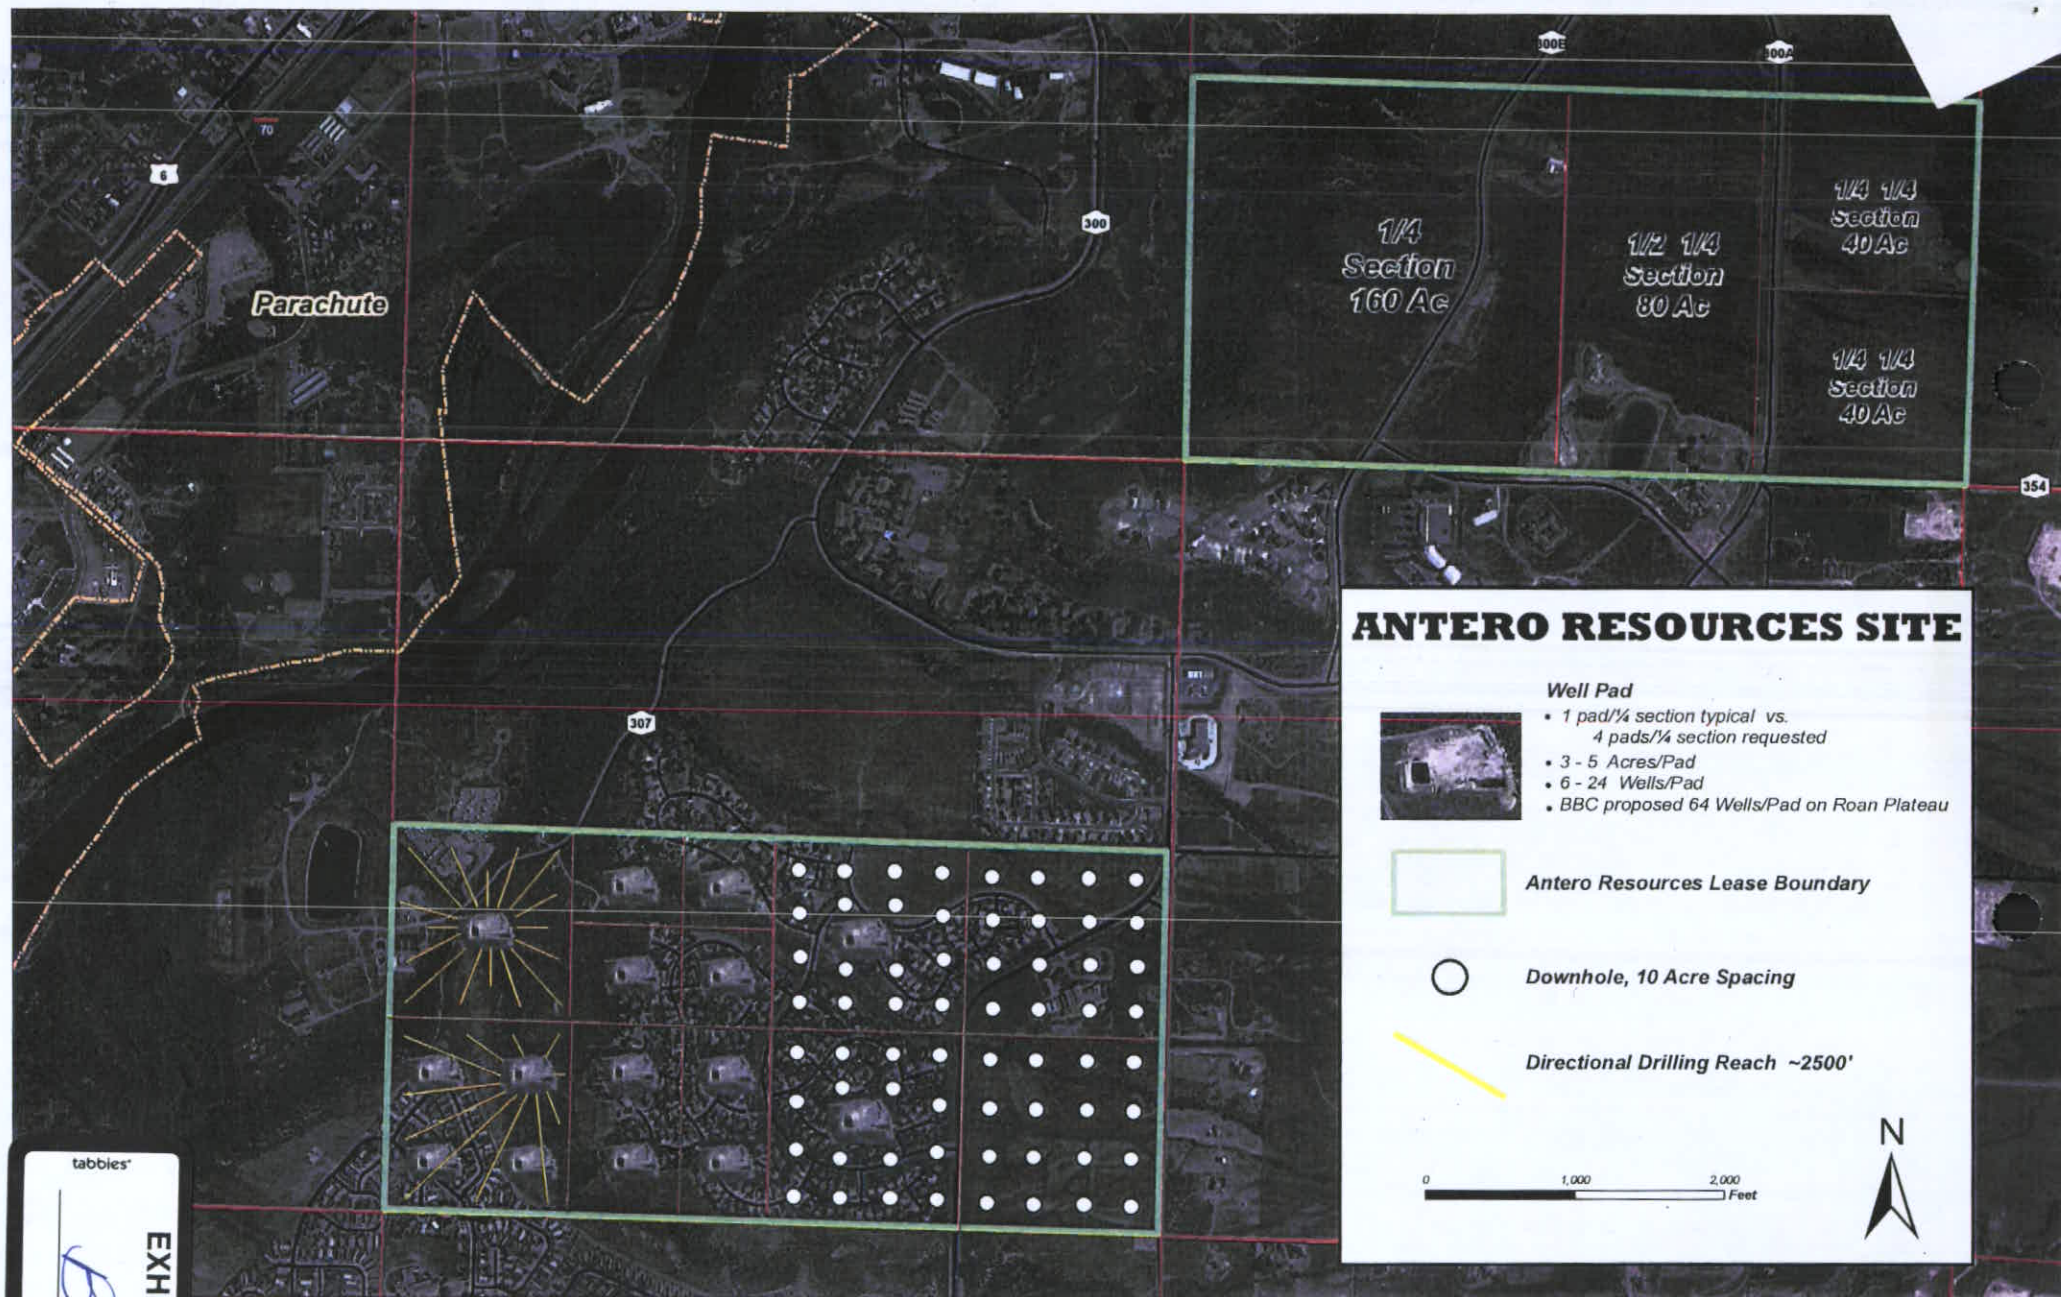 300E
300A
70
6
300
Parachute
1/4
Section
160 Ac
1/2 1/4
Section
80 Ac
1/4 1/4
Section
40 Ac
1/4 1/4
Section
40 Ac
354
307
ANTERO RESOURCES SITE
Well Pad
• 1 pad/¼ section typical vs.
4 pads/¼ section requested
• 3 - 5 Acres/Pad
• 6 - 24 Wells/Pad
• BBC proposed 64 Wells/Pad on Roan Plateau
Antero Resources Lease Boundary
Downhole, 10 Acre Spacing
Directional Drilling Reach ~2500'
N
0 1,000 2,000
Feet
tabbies'
EXH
B